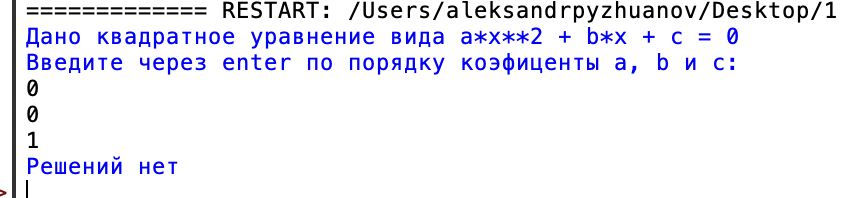 ============= RESTART: /Users/aleksandrpyzhuanov/Desktop/1
Дано квадратное уравнение вида a*x**2 + b*x + c = 0
Введите через enter по порядку коэфиценты a, b и c:
0
0
1
Решений нет
>